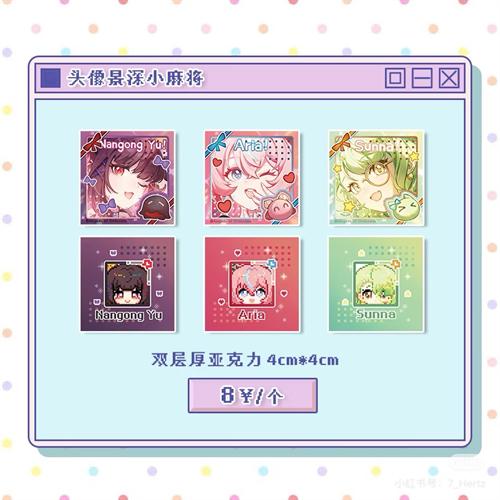 头像景深小麻将
Nangong Yu!
Aria!
Sunna!
Nangong Yu
Aria
Sunna
双层厚亚克力 4cm*4cm
8¥/个
小红书号：7_Hertz